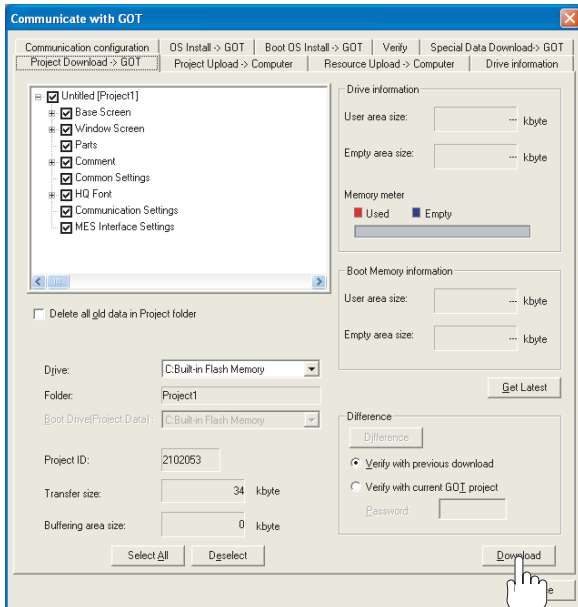 Communicate with GOT
Communication configuration OS Install -> GOT Boot OS Install -> GOT Verify Special Data Download-> GOT
Project Download -> GOT Project Upload -> Computer Resource Upload -> Computer Drive information
Untitled [Project1]
Base Screen
Window Screen
Parts
Comment
Common Settings
HQ Font
Communication Settings
MES Interface Settings
Delete all old data in Project folder
Drive: C:Built-in Flash Memory
Folder: Project1
Boot Drive(Project Data) : C:Built-in Flash Memory
Project ID: 2102053
Transfer size: 34 kbyte
Buffering area size: 0 kbyte
Select All Deselect
Drive information
User area size: --- kbyte
Empty area size: --- kbyte
Memory meter
Used Empty
Boot Memory information
User area size: --- kbyte
Empty area size: --- kbyte
Get Latest
Difference
Difference
Verify with previous download
Verify with current GOT project
Password:
Download